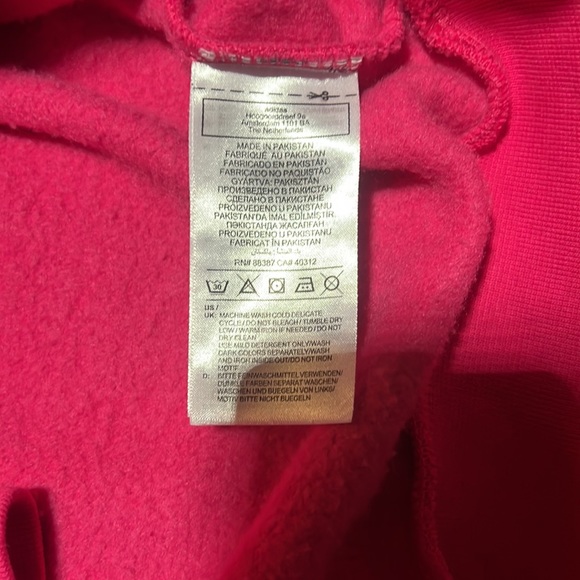 adidas
Hoogoorddreef 9a
Amsterdam 1101 BA
The Netherlands
MADE IN PAKISTAN
FABRIQUÉ AU PAKISTAN
FABRICADO EN PAKISTÁN
FABRICADO NO PAQUISTÃO
GYÁRTVA: PAKISZTÁN
ПРОИЗВЕДЕНО В ПАКИСТАН
СДЕЛАНО В ПАКИСТАНЕ
PROIZVEDENO U PAKISTANU
PAKISTAN'DA İMAL EDİLMİŞTİR
ПӘКІСТАНДА ЖАСАЛҒАН
PROIZVEDENO U PAKISTANU
FABRICAT ÎN PAKISTAN
بلد المنشأ: باكستان
RN# 88387 CA# 40312
30
US /
UK: MACHINE WASH COLD DELICATE
CYCLE/DO NOT BLEACH/TUMBLE DRY
LOW/WARM IRON IF NEEDED/DO NOT
DRY CLEAN
USE MILD DETERGENT ONLY/WASH
DARK COLORS SEPARATELY/WASH
AND IRON INSIDE OUT/DO NOT IRON
MOTIF
D: BITTE FEINWASCHMITTEL VERWENDEN/
DUNKLE FARBEN SEPARAT WASCHEN/
WASCHEN UND BUEGELN VON LINKS/
MOTIV BITTE NICHT BUEGELN